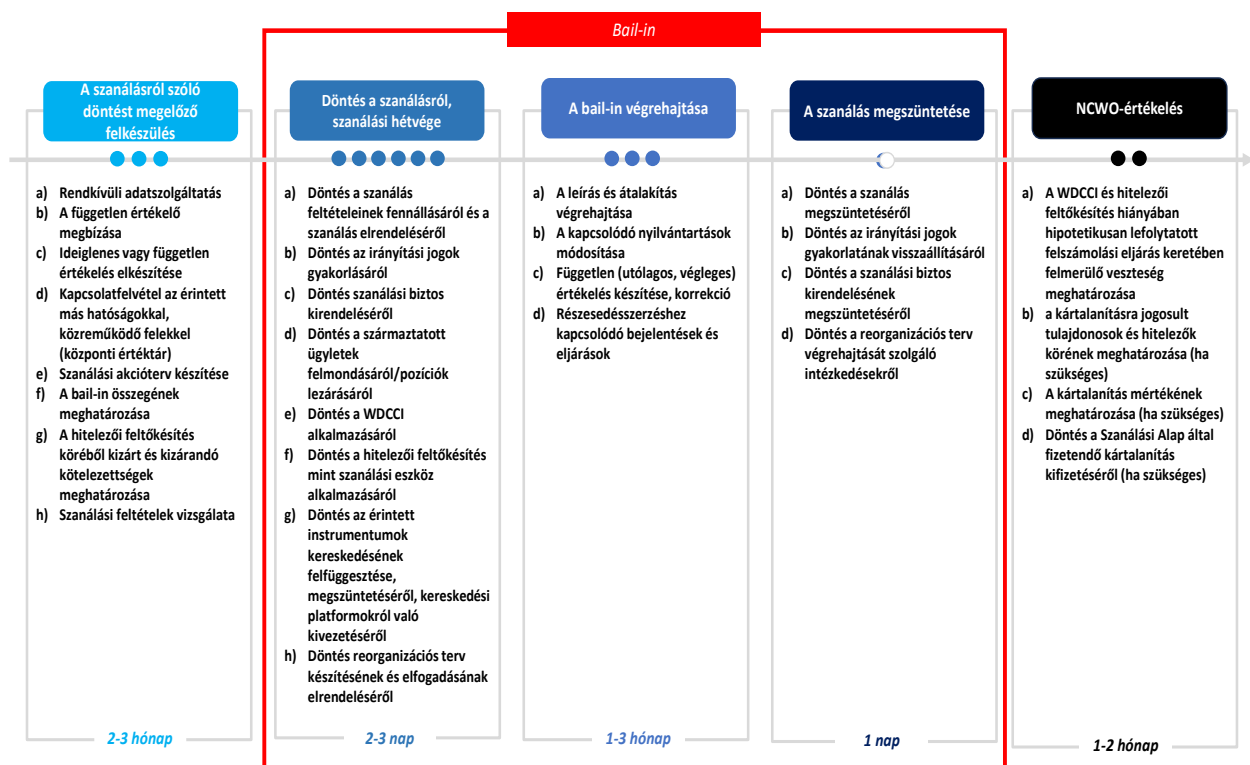 Bail-in
A szanálásról szóló
döntést megelőző
felkészülés
a) Rendkívüli adatszolgáltatás
b) A független értékelő
megbízása
c) Ideiglenes vagy független
értékelés elkészítése
d) Kapcsolatfelvétel az érintett
más hatóságokkal,
közreműködő felekkel
(központi értéktár)
e) Szanálási akcióterv készítése
f) A bail-in összegének
meghatározása
g) A hitelezői feltőkésítés
köréből kizárt és kizárandó
kötelezettségek
meghatározása
h) Szanálási feltételek vizsgálata
2-3 hónap
Döntés a szanálásról,
szanálási hétvége
a) Döntés a szanálás
feltételeinek fennállásáról és a
szanálás elrendeléséről
b) Döntés az irányítási jogok
gyakorlásáról
c) Döntés szanálási biztos
kirendeléséről
d) Döntés a származtatott
ügyletek
felmondásáról/pozíciók
lezárásáról
e) Döntés a WDCCI
alkalmazásáról
f) Döntés a hitelezői feltőkésítés
mint szanálási eszköz
alkalmazásáról
g) Döntés az érintett
instrumentumok
kereskedésének
felfüggesztése,
megszüntetéséről, kereskedési
platformokról való
kivezetéséről
h) Döntés reorganizációs terv
készítésének és elfogadásának
elrendeléséről
2-3 nap
A bail-in végrehajtása
a) A leírás és átalakítás
végrehajtása
b) A kapcsolódó nyilvántartások
módosítása
c) Független (utólagos, végleges)
értékelés készítése, korrekció
d) Részesedésszerzéshez
kapcsolódó bejelentések és
eljárások
1-3 hónap
A szanálás megszüntetése
a) Döntés a szanálás
megszüntetéséről
b) Döntés az irányítási jogok
gyakorlatának visszaállításáról
c) Döntés a szanálási biztos
kirendelésének
megszüntetéséről
d) Döntés a reorganizációs terv
végrehajtását szolgáló
intézkedésekről
1 nap
NCWO-értékelés
a) A WDCCI és hitelezői
feltőkésítés hiányában
hipotetikusan lefolytatott
felszámolási eljárás keretében
felmerülő veszteség
meghatározása
b) a kártalanításra jogosult
tulajdonosok és hitelezők
körének meghatározása (ha
szükséges)
c) A kártalanítás mértékének
meghatározása (ha szükséges)
d) Döntés a Szanálási Alap által
fizetendő kártalanítás
kifizetéséről (ha szükséges)
1-2 hónap